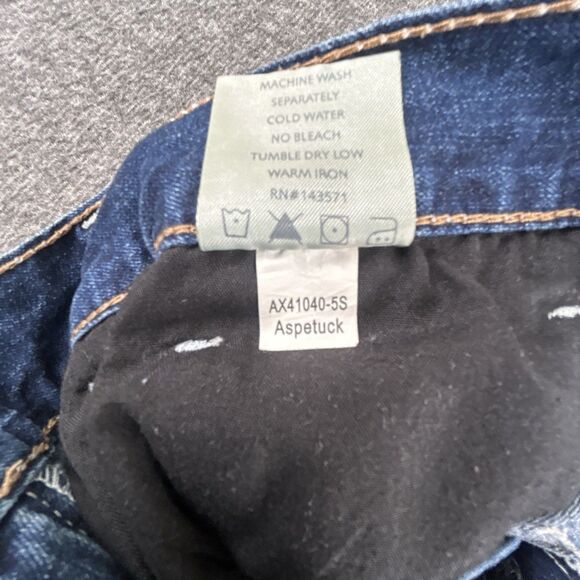 MACHINE WASH
SEPARATELY
COLD WATER
NO BLEACH
TUMBLE DRY LOW
WARM IRON
RN#143571
AX41040-5S
Aspetuck